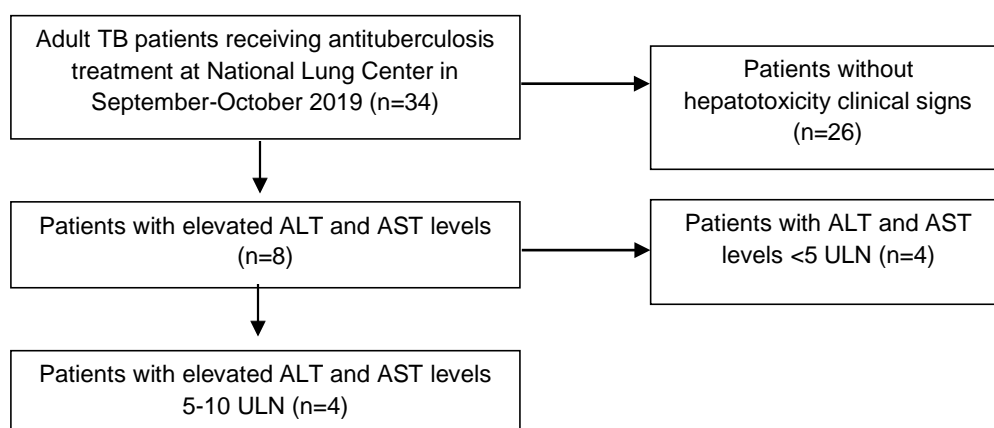 Adult TB patients receiving antituberculosis
treatment at National Lung Center in
September-October 2019 (n=34)
Patients without
hepatotoxicity clinical signs
(n=26)
Patients with elevated ALT and AST levels
(n=8)
Patients with ALT and AST
levels <5 ULN (n=4)
Patients with elevated ALT and AST levels
5-10 ULN (n=4)